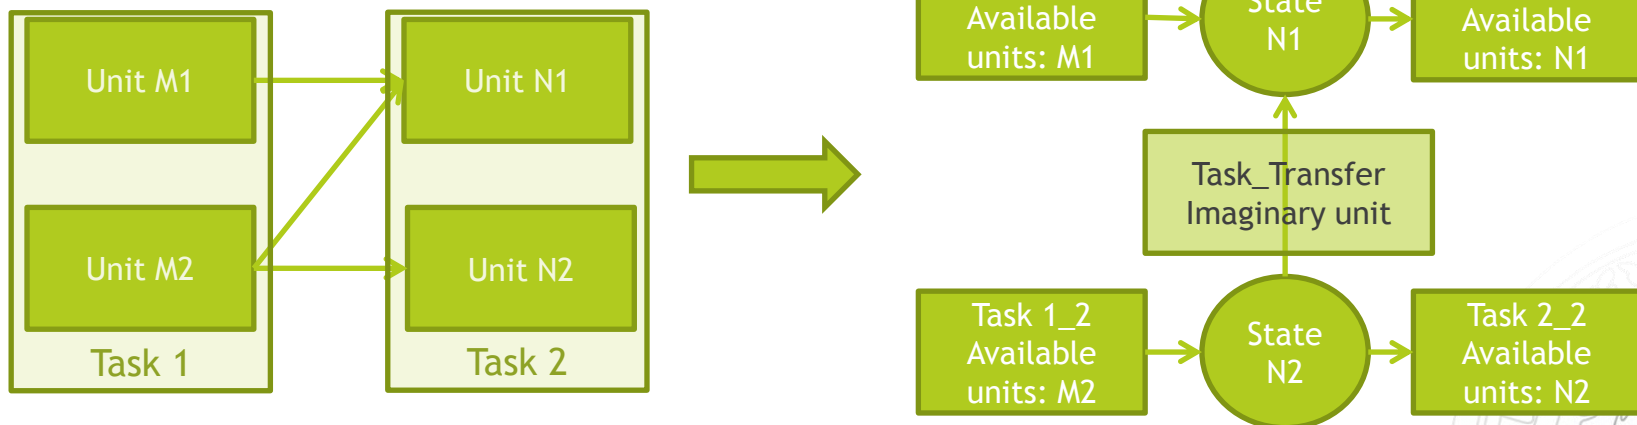 Unit M1
Unit N1
Unit M2
Unit N2
Task 1
Task 2
Available
units: M1
State
N1
Available
units: N1
Task_Transfer
Imaginary unit
Task 1_2
Available
units: M2
State
N2
Task 2_2
Available
units: N2